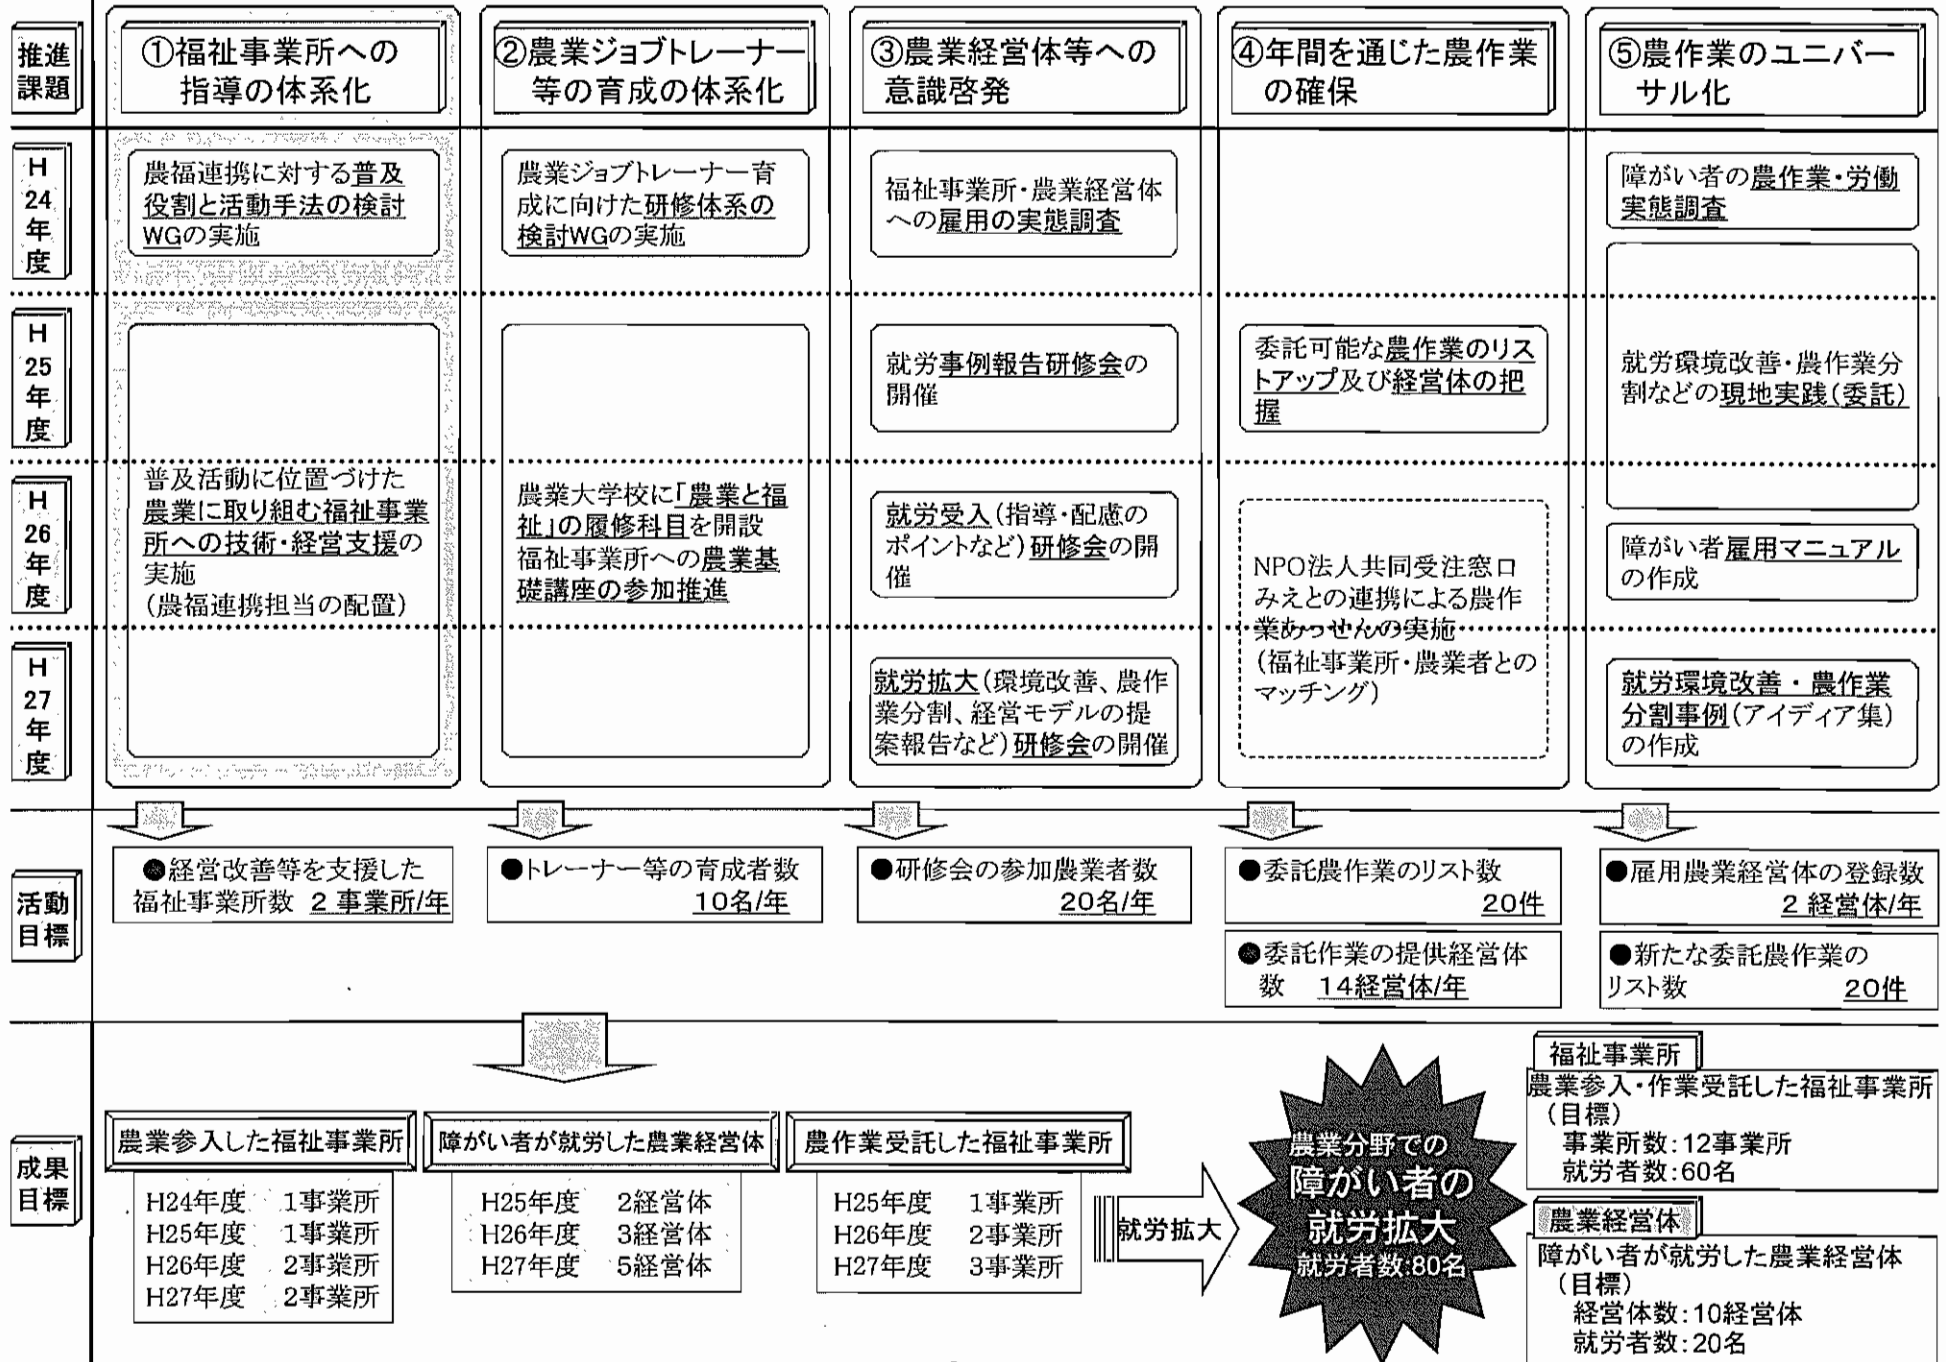 推進
課題
①福祉事業所への
指導の体系化
②農業ジョブトレーナー
等の育成の体系化
③農業経営体等への
意識啓発
④年間を通じた農作業
の確保
⑤農作業のユニバー
サル化
H
24
年
度
農福連携に対する普及
役割と活動手法の検討
WGの実施
農業ジョブトレーナー育
成に向けた研修体系の
検討WGの実施
福祉事業所・農業経営体
への雇用の実態調査
障がい者の農作業・労働
実態調査
H
25
年
度
就労事例報告研修会の
開催
委託可能な農作業のリス
トアップ及び経営体の把
握
就労環境改善・農作業分
割などの現地実践(委託)
H
26
年
度
普及活動に位置づけた
農業に取り組む福祉事業
所への技術・経営支援の
実施
(農福連携担当の配置)
農業大学校に「農業と福
祉」の履修科目を開設
福祉事業所への農業基
礎講座の参加推進
就労受入(指導・配慮の
ポイントなど)研修会の開
催
NPO法人共同受注窓口
みえとの連携による農作
業あっせんの実施
(福祉事業所・農業者との
マッチング)
障がい者雇用マニュアル
の作成
H
27
年
度
就労拡大(環境改善、農作
業分割、経営モデルの提
案報告など)研修会の開催
就労環境改善・農作業
分割事例(アイディア集)
の作成
活動
目標
●経営改善等を支援した
福祉事業所数 2 事業所/年
●トレーナー等の育成者数
10名/年
●研修会の参加農業者数
20名/年
●委託農作業のリスト数
20件
●委託作業の提供経営体
数 14経営体/年
●雇用農業経営体の登録数
2 経営体/年
●新たな委託農作業の
リスト数 20件
成果
目標
農業参入した福祉事業所
H24年度 1事業所
H25年度 1事業所
H26年度 2事業所
H27年度 2事業所
障がい者が就労した農業経営体
H25年度 2経営体
H26年度 3経営体
H27年度 5経営体
農作業受託した福祉事業所
H25年度 1事業所
H26年度 2事業所
H27年度 3事業所
就労拡大
農業分野での
障がい者の
就労拡大
就労者数:80名
福祉事業所
農業参入・作業受託した福祉事業所
(目標)
事業所数:12事業所
就労者数:60名
農業経営体
障がい者が就労した農業経営体
(目標)
経営体数:10経営体
就労者数:20名